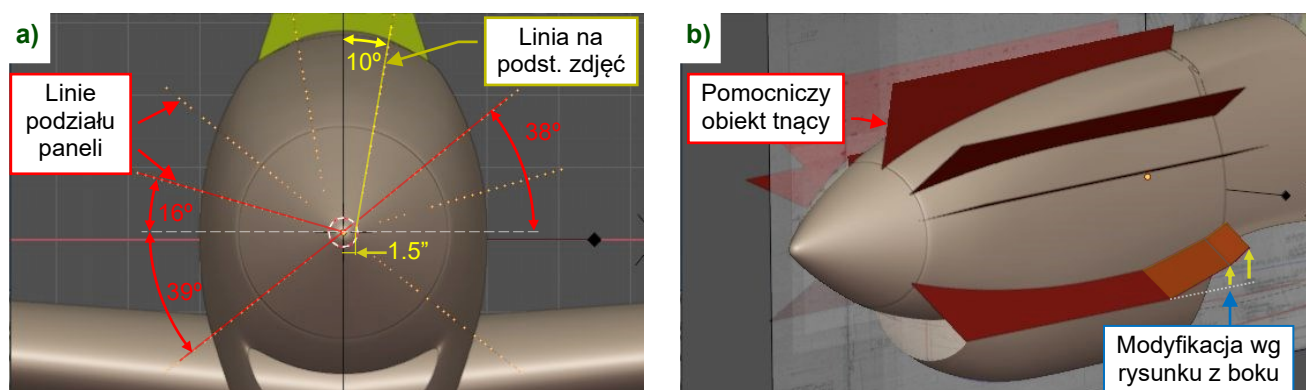 a)
10º
Linia na
podst. zdjęć
Linie
podziału
paneli
38º
16º
1.5”
39º
b)
Pomocniczy
obiekt tnący
Modyfikacja wg
rysunku z boku